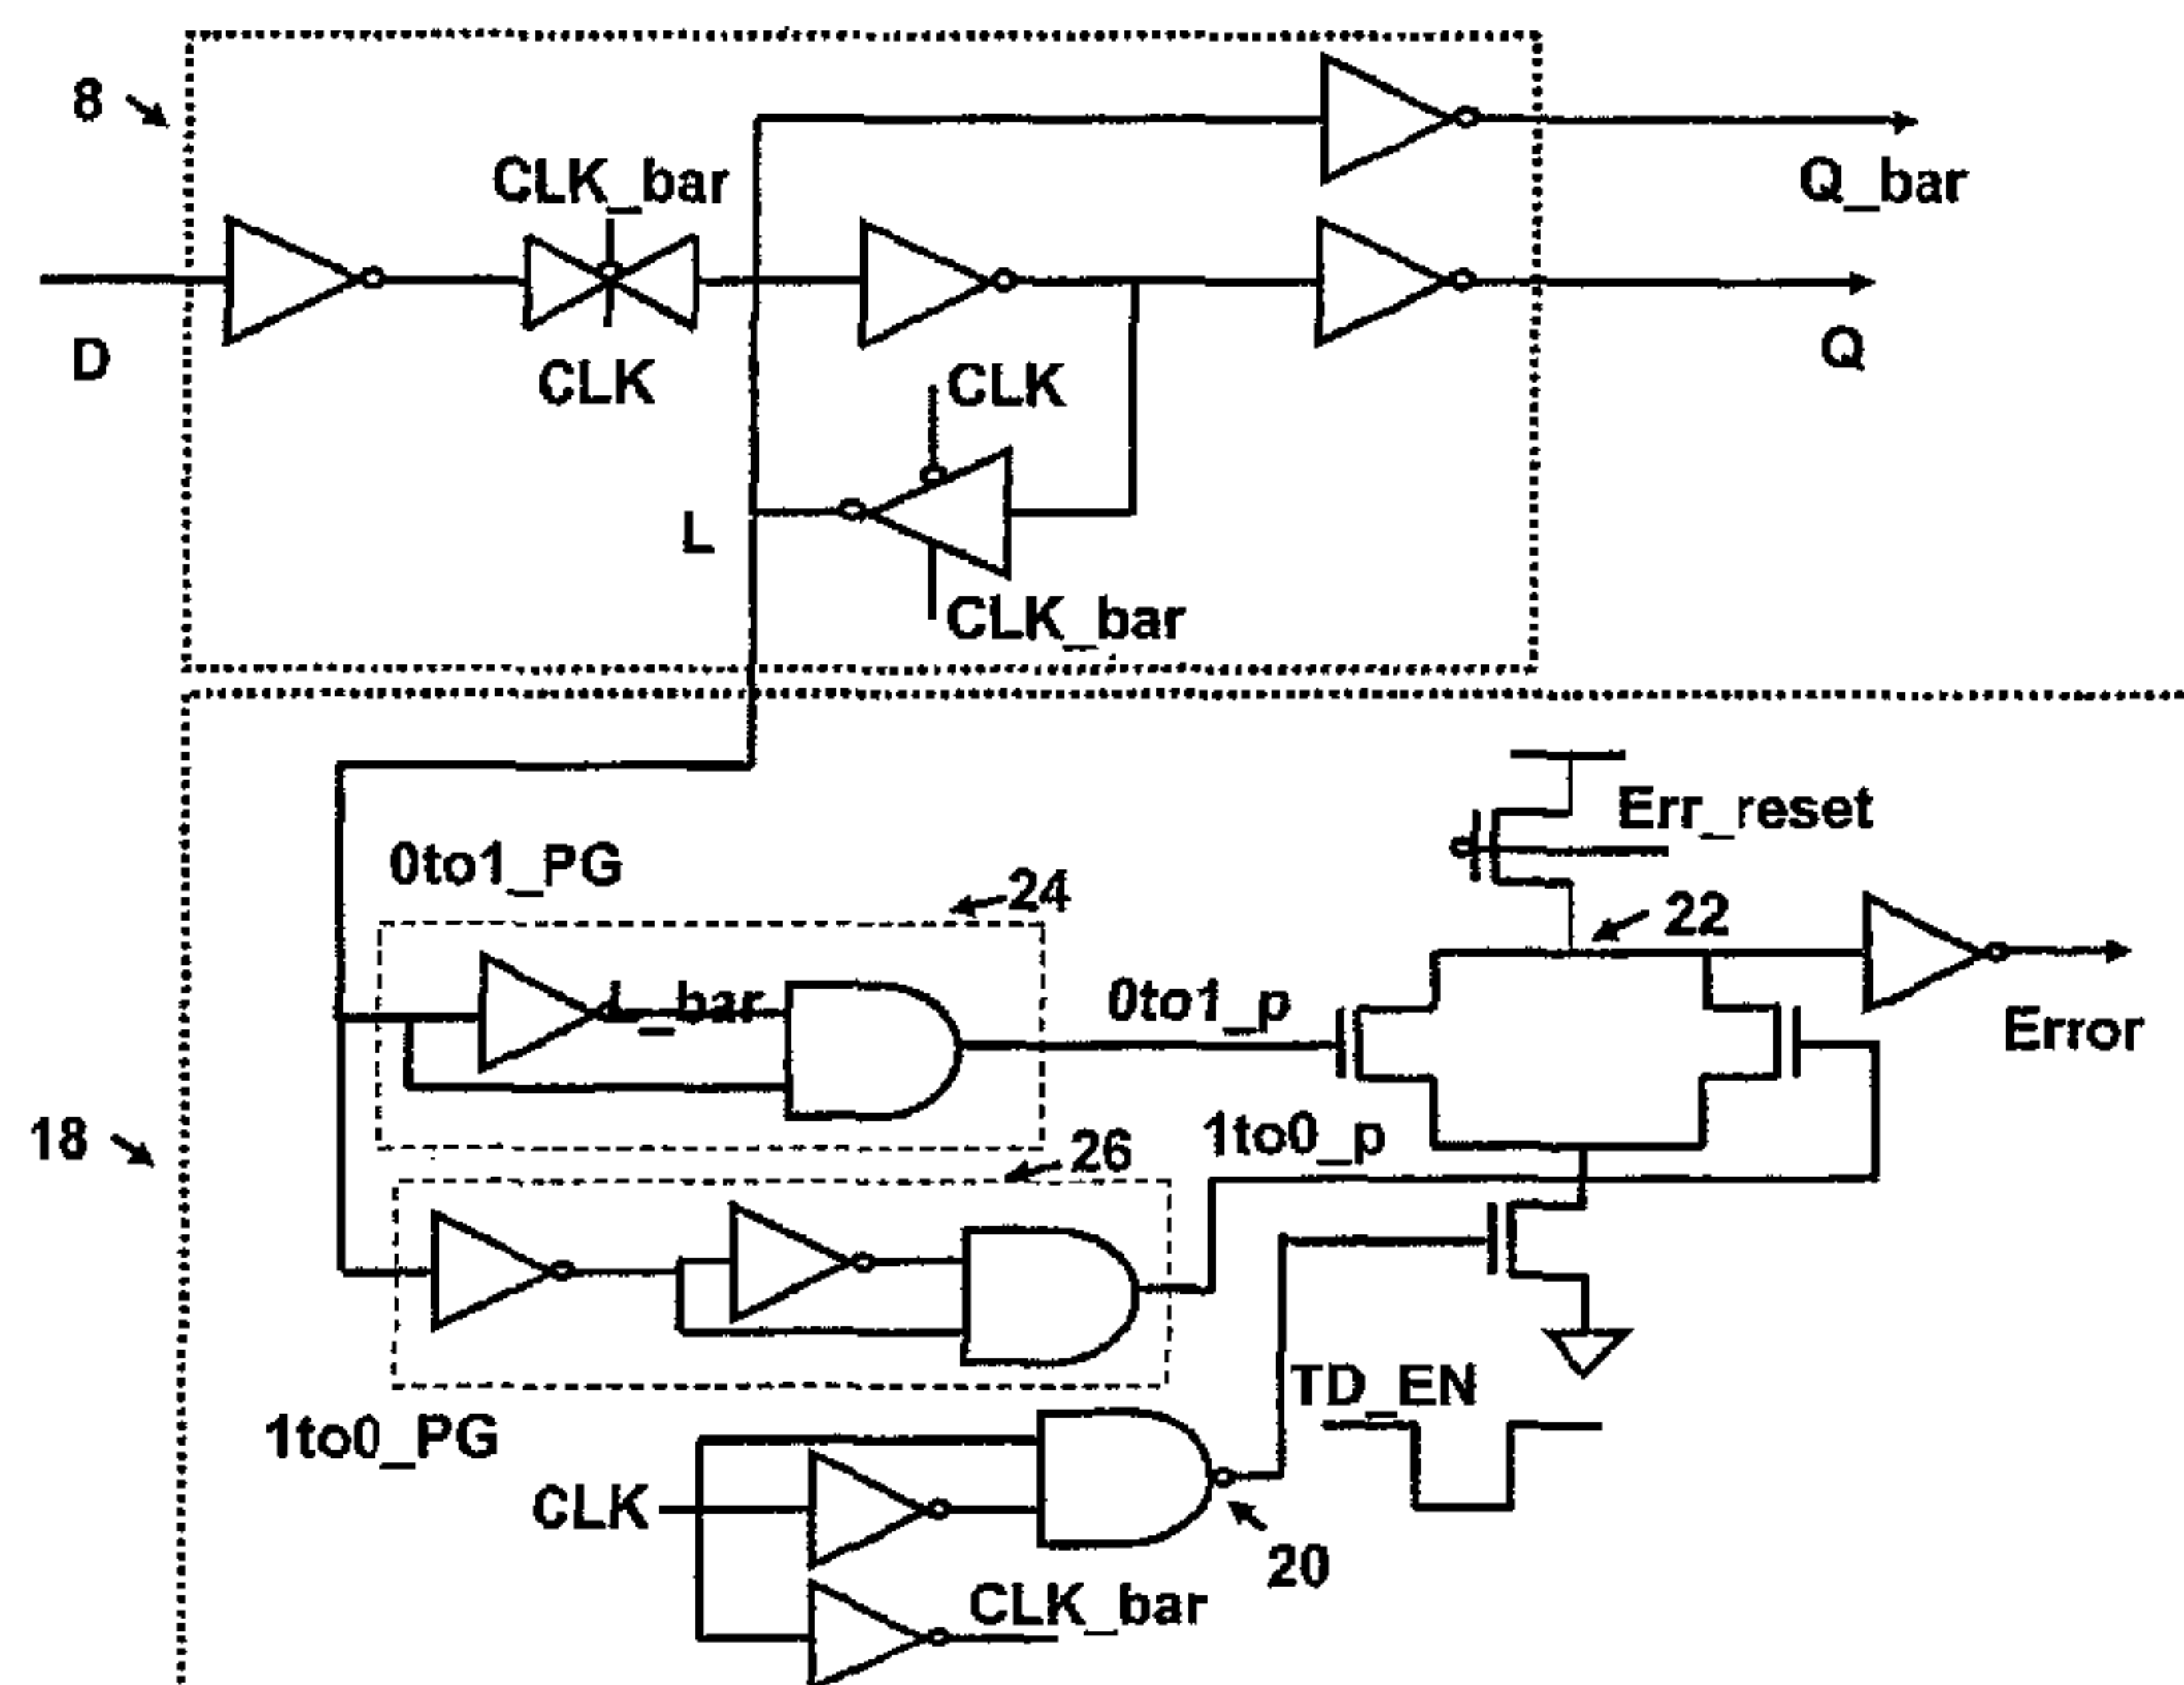 8
CLK_bar
Q_bar
D
CLK
CLK
Q
L
CLK_bar
Err_reset
0to1_PG
24
22
L_bar
0to1_p
Error
18
26
1to0_p
TD_EN
1to0_PG
CLK
20
CLK_bar